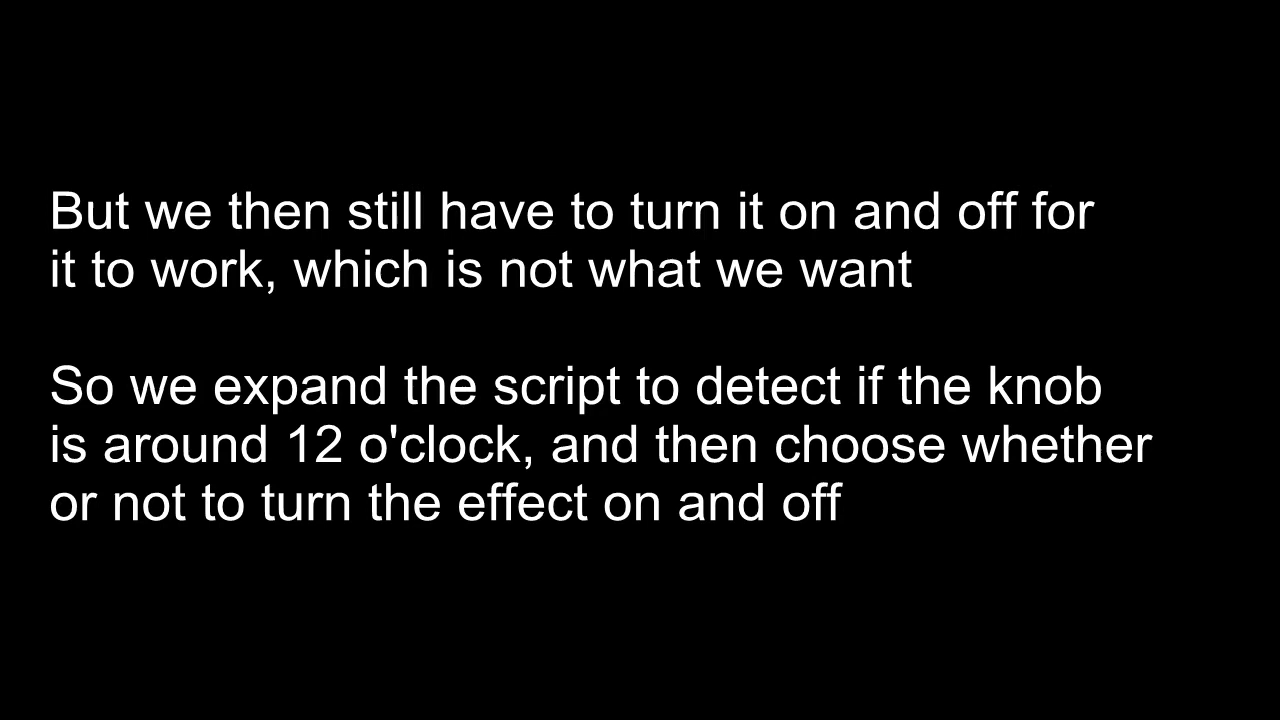 But we then still have to turn it on and off for
it to work, which is not what we want
So we expand the script to detect if the knob
is around 12 o'clock, and then choose whether
or not to turn the effect on and off